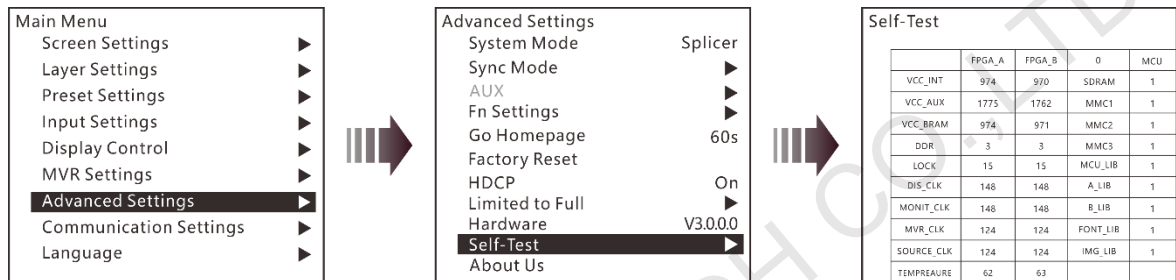 Main Menu
Screen Settings
Layer Settings
Preset Settings
Input Settings
Display Control
MVR Settings
Advanced Settings
Communication Settings
Language
Advanced Settings
System Mode Splicer
Sync Mode
AUX
Fn Settings
Go Homepage 60s
Factory Reset
HDCP On
Limited to Full
Hardware V3.0.0.0
Self-Test
About Us
Self-Test
FPGA_A FPGA_B 0 MCU
VCC_INT 974 970 SDRAM 1
VCC_AUX 1775 1762 MMC1 1
VCC_BRAM 974 971 MMC2 1
DDR 3 3 MMC3 1
LOCK 15 15 MCU_LIB 1
DIS_CLK 148 148 A_LIB 1
MONIT_CLK 148 148 B_LIB 1
MVR_CLK 124 124 FONT_LIB 1
SOURCE_CLK 124 124 IMG_LIB 1
TEMPREAURE 62 63
H CO.,LTD